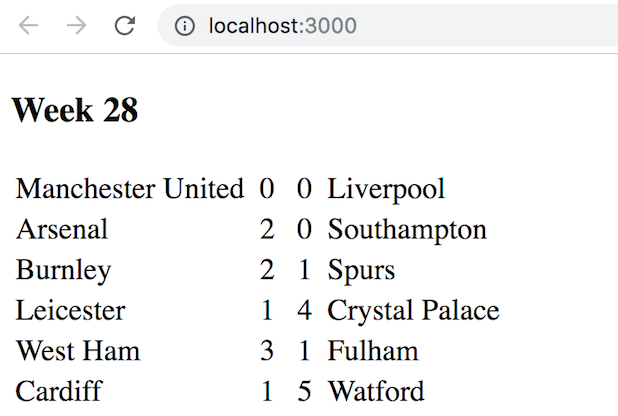 localhost:3000
Week 28
Manchester United 0 0 Liverpool
Arsenal 2 0 Southampton
Burnley 2 1 Spurs
Leicester 1 4 Crystal Palace
West Ham 3 1 Fulham
Cardiff 1 5 Watford